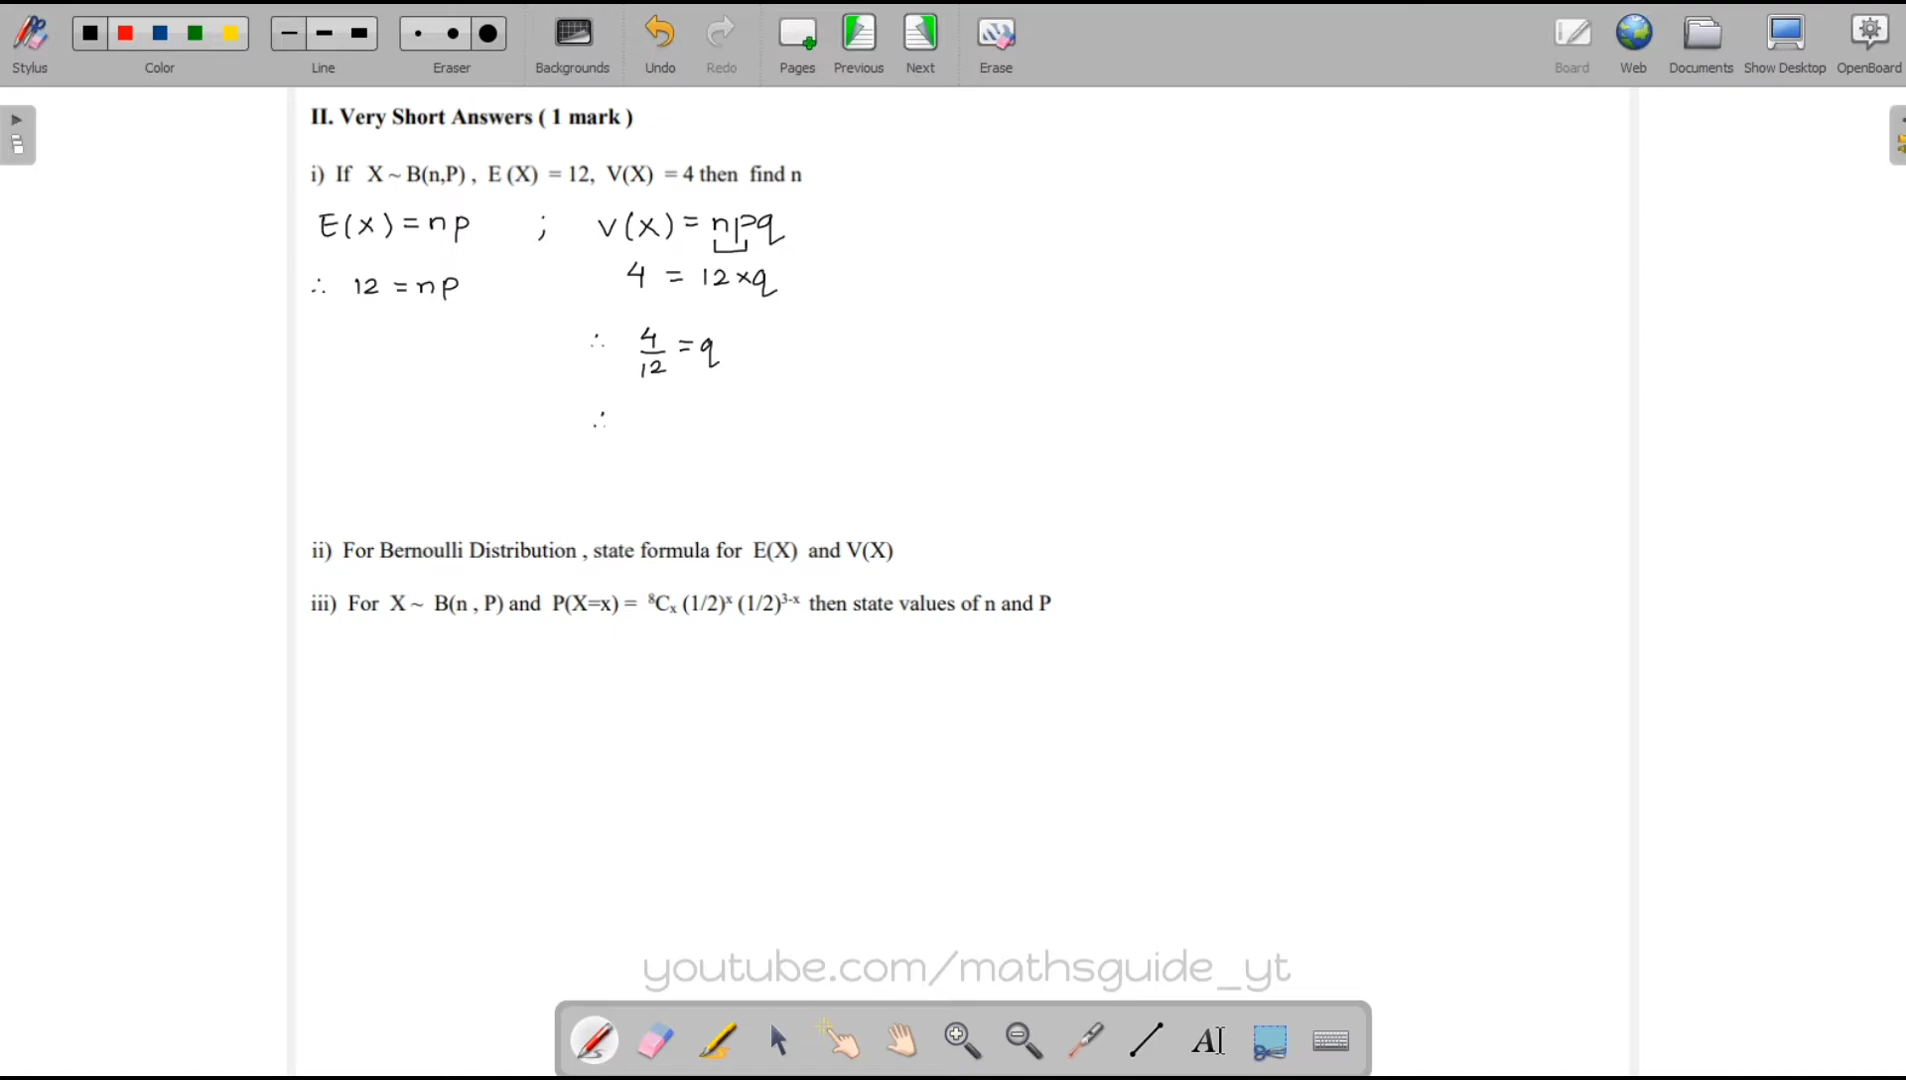 Stylus Color Line Eraser Backgrounds Undo Redo Pages Previous Next Erase Board Web Documents Show Desktop OpenBoard
II. Very Short Answers ( 1 mark )
i) If X ~ B(n,P) , E (X) = 12, V(X) = 4 then find n
E(X) = np ; V(X) = npq
4 = 12×q
∴ 12 = np
∴ 4/12 = q
∴
ii) For Bernoulli Distribution , state formula for E(X) and V(X)
iii) For X ~ B(n , P) and P(X=x) = ⁸Cₓ (1/2)ˣ (1/2)³⁻ˣ then state values of n and P
youtube.com/mathsguide_yt